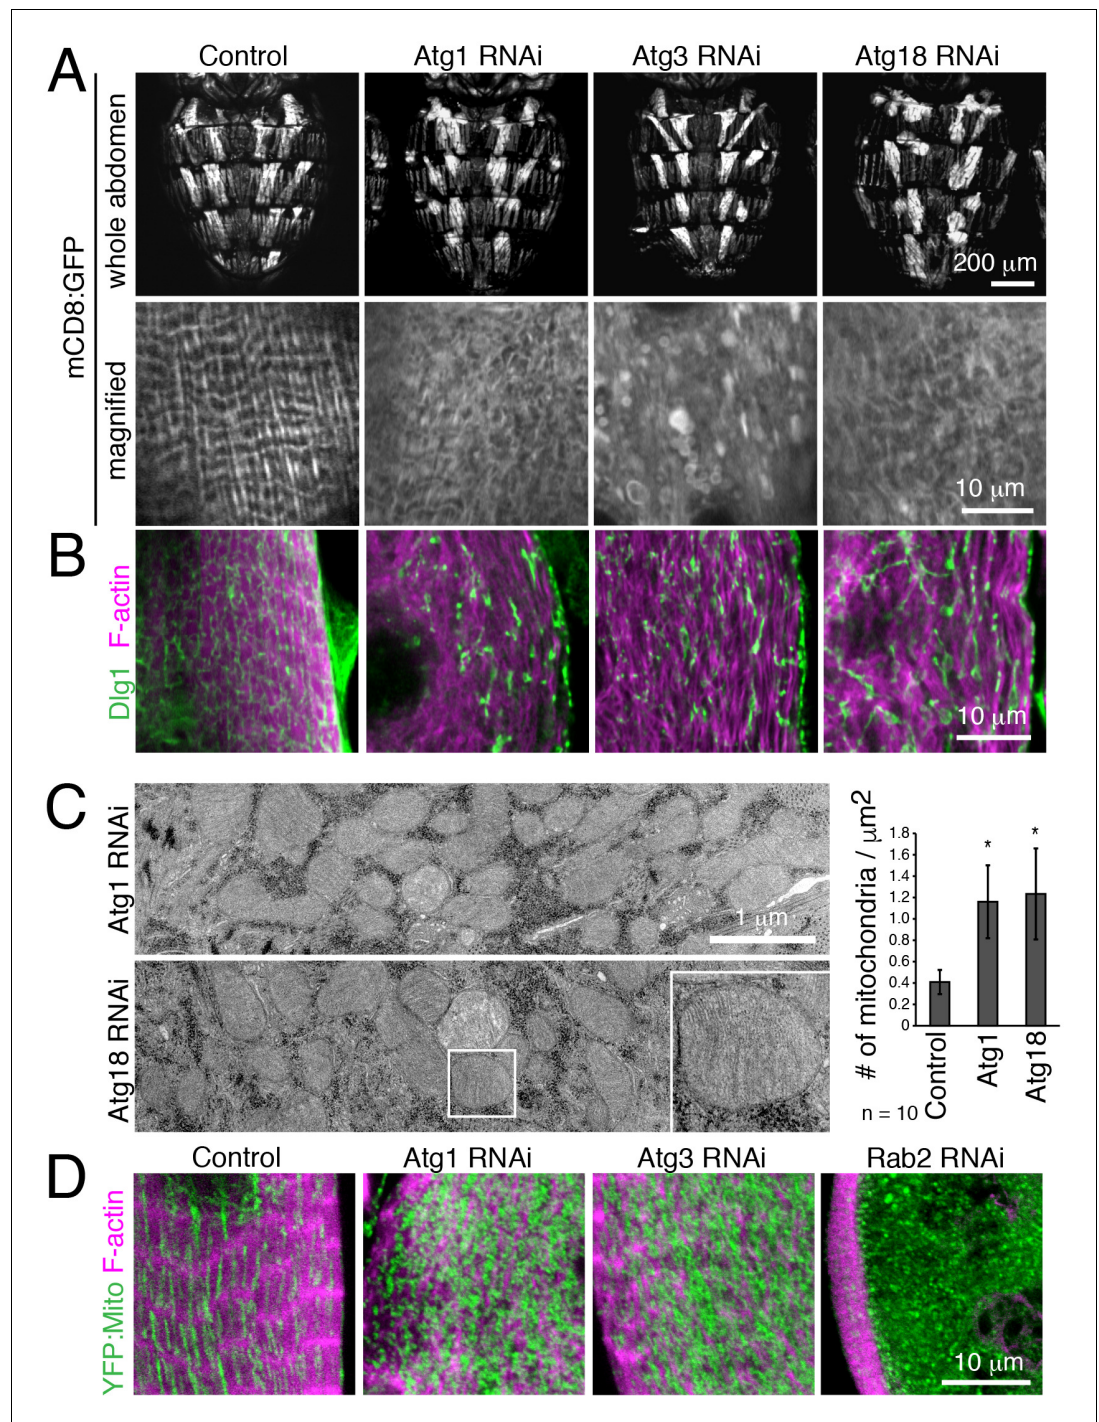 A
Control
Atg1 RNAi
Atg3 RNAi
Atg18 RNAi
mCD8:GFP
whole abdomen
200 μm
magnified
10 μm
B
Dlg1 F-actin
10 μm
C
Atg1 RNAi
1 μm
Atg18 RNAi
# of mitochondria / μm2
1.8
1.6
1.4
1.2
1.0
0.8
0.6
0.4
0.2
0
*
*
Control
Atg1
Atg18
n = 10
D
Control
Atg1 RNAi
Atg3 RNAi
Rab2 RNAi
YFP:Mito F-actin
10 μm